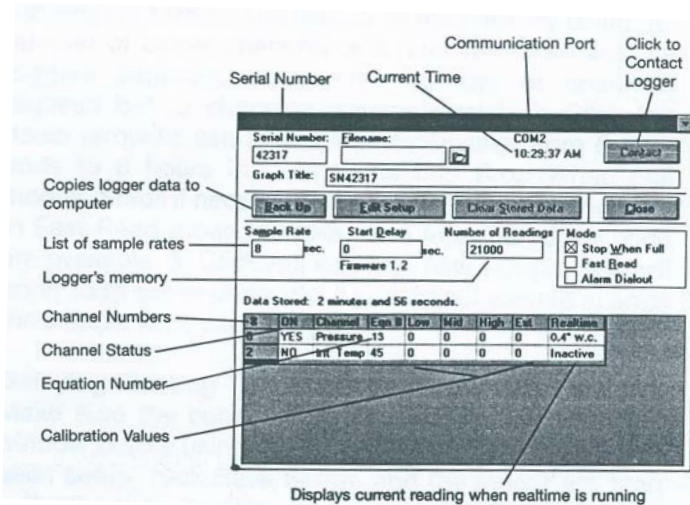 Communication Port
Click to
Contact
Logger
Serial Number
Current Time
Serial Number:
Filename:
COM2
42317
10:29:37 AM
Contact
Graph Title:
SN42317
Copies logger data to
computer
Back Up
Edit Setup
Clear Stored Data
Close
List of sample rates
Sample Rate
Start Delay
Number of Readings
Mode
8
sec.
0
sec.
21000
Stop When Full
Firmware 1.2
Fast Read
Alarm Dialout
Logger's memory
Data Stored: 2 minutes and 56 seconds.
Channel Numbers
ON Channel Eqn # Low Mid High Ext Realtime
0 YES Pressure 13 0 0 0 0 0.4" w.c.
Channel Status
2 NO Int Temp 45 0 0 0 0 Inactive
Equation Number
Calibration Values
Displays current reading when realtime is running